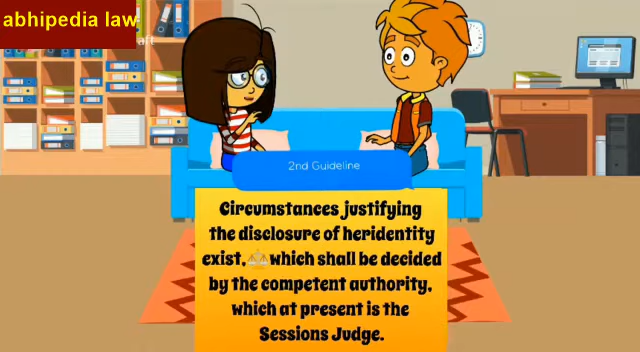 abhipedia law
2nd Guideline
Circumstances justifying
the disclosure of heridentity
exist, which shall be decided
by the competent authority,
which at present is the
Sessions Judge.